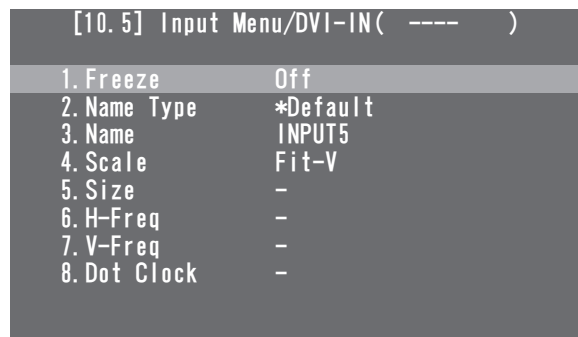 [10.5] Input Menu/DVI-IN( ---- )
1.Freeze Off
2.Name Type *Default
3.Name INPUT5
4.Scale Fit-V
5.Size -
6.H-Freq -
7.V-Freq -
8.Dot Clock -